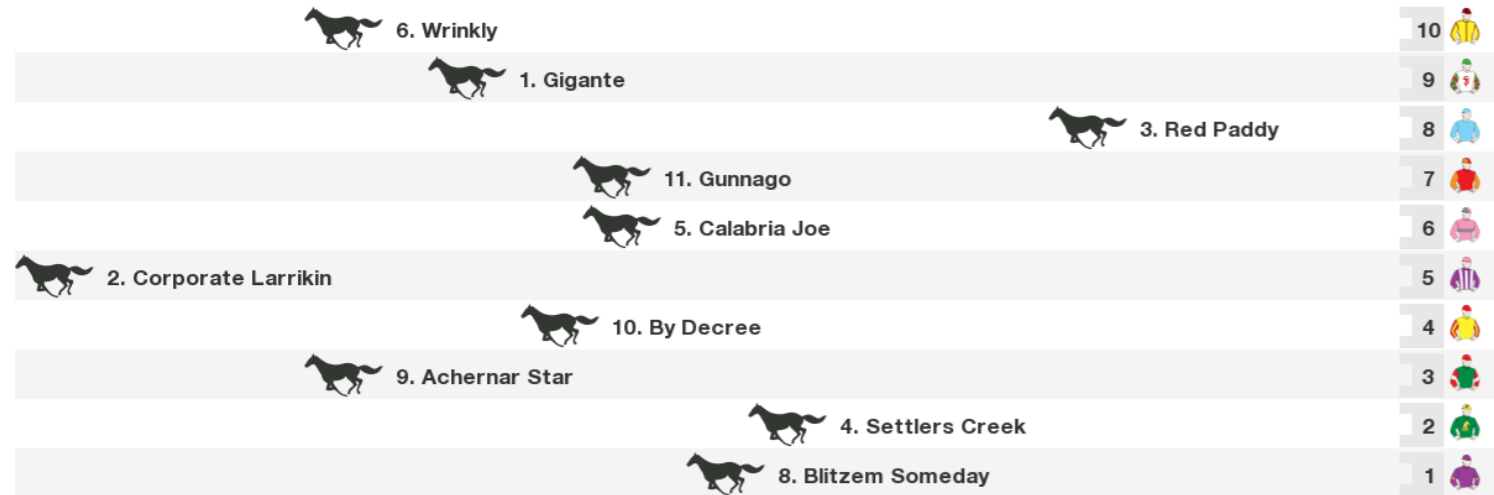 6. Wrinkly 10
1. Gigante 9
3. Red Paddy 8
11. Gunnago 7
5. Calabria Joe 6
2. Corporate Larrikin 5
10. By Decree 4
9. Achernar Star 3
4. Settlers Creek 2
8. Blitzem Someday 1